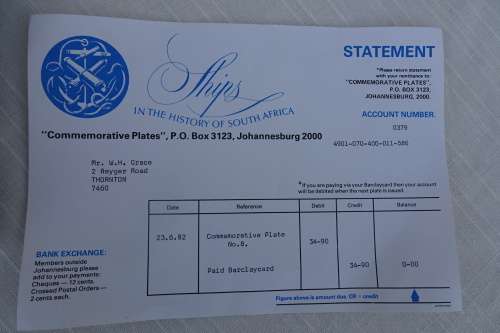 Ships
IN THE HISTORY OF SOUTH AFRICA
"Commemorative Plates", P.O. Box 3123, Johannesburg 2000
STATEMENT
*Please return statement
with your remittance to:
"COMMEMORATIVE PLATES",
P.O. BOX 3123,
JOHANNESBURG, 2000.
ACCOUNT NUMBER
0379
4901-070-400-011-586
Mr. W.H. Grace
2 Reyger Road
THORNTON
7460
*If you are paying via your Barclaycard then your account
will be debited when the next plate is issued.
Date Reference Debit Credit Balance
23.6.82 Commemorative Plate
No.8. 34-90
Paid Barclaycard 34-90 0-00
BANK EXCHANGE:
Members outside
Johannesburg please
add to your payments:
Cheques — 12 cents.
Crossed Postal Orders —
2 cents each.
Figure above is amount due, CR = credit